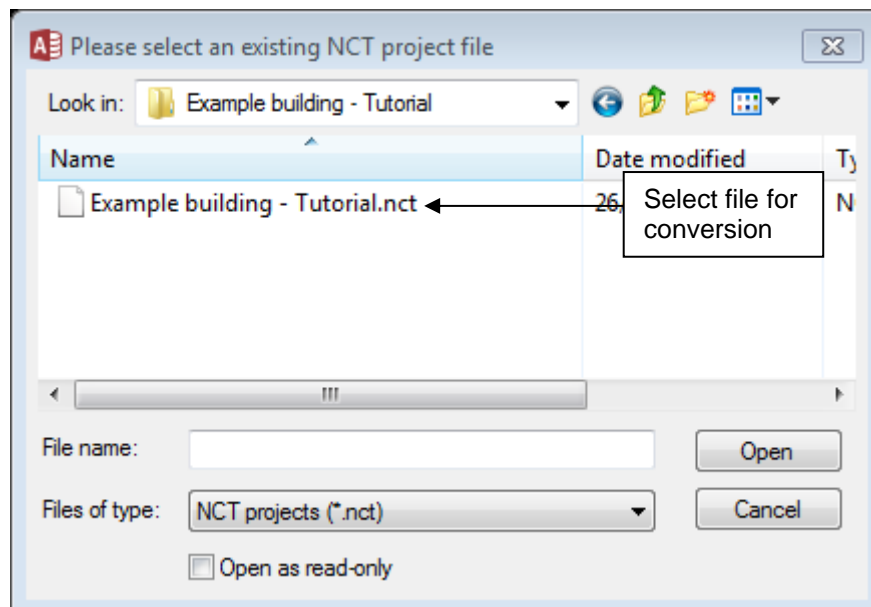 Please select an existing NCT project file
Look in: Example building - Tutorial
Name Date modified Ty
Example building - Tutorial.nct 26, N
Select file for
conversion
File name: Open
Files of type: NCT projects (*.nct) Cancel
Open as read-only